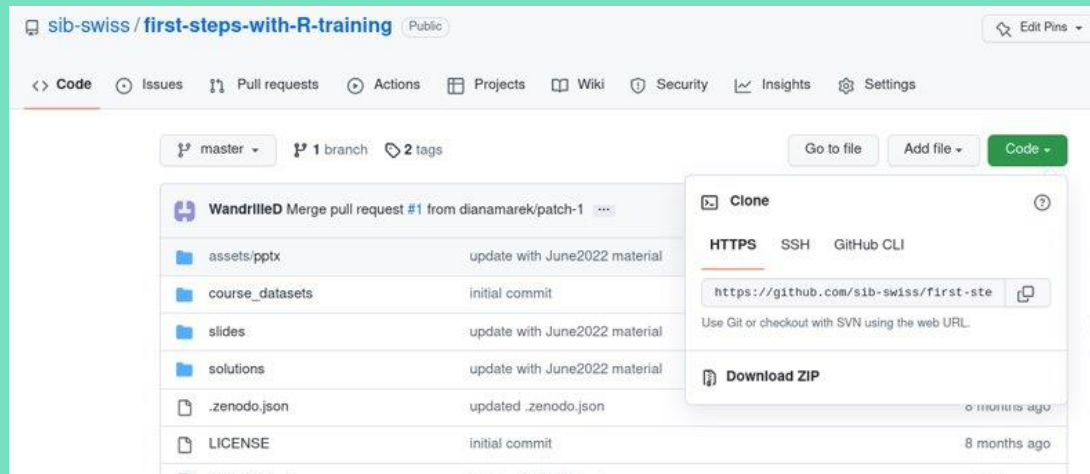 sib-swiss / first-steps-with-R-training Public
Edit Pins
<> Code Issues Pull requests Actions Projects Wiki Security Insights Settings
master 1 branch 2 tags
Go to file Add file Code
WandrilleD Merge pull request #1 from dianamarek/patch-1 ...
Clone
HTTPS SSH GitHub CLI
https://github.com/sib-swiss/first-ste
Use Git or checkout with SVN using the web URL.
Download ZIP
assets/pptx update with June2022 material
course_datasets initial commit
slides update with June2022 material
solutions update with June2022 material
.zenodo.json updated .zenodo.json 8 months ago
LICENSE initial commit 8 months ago